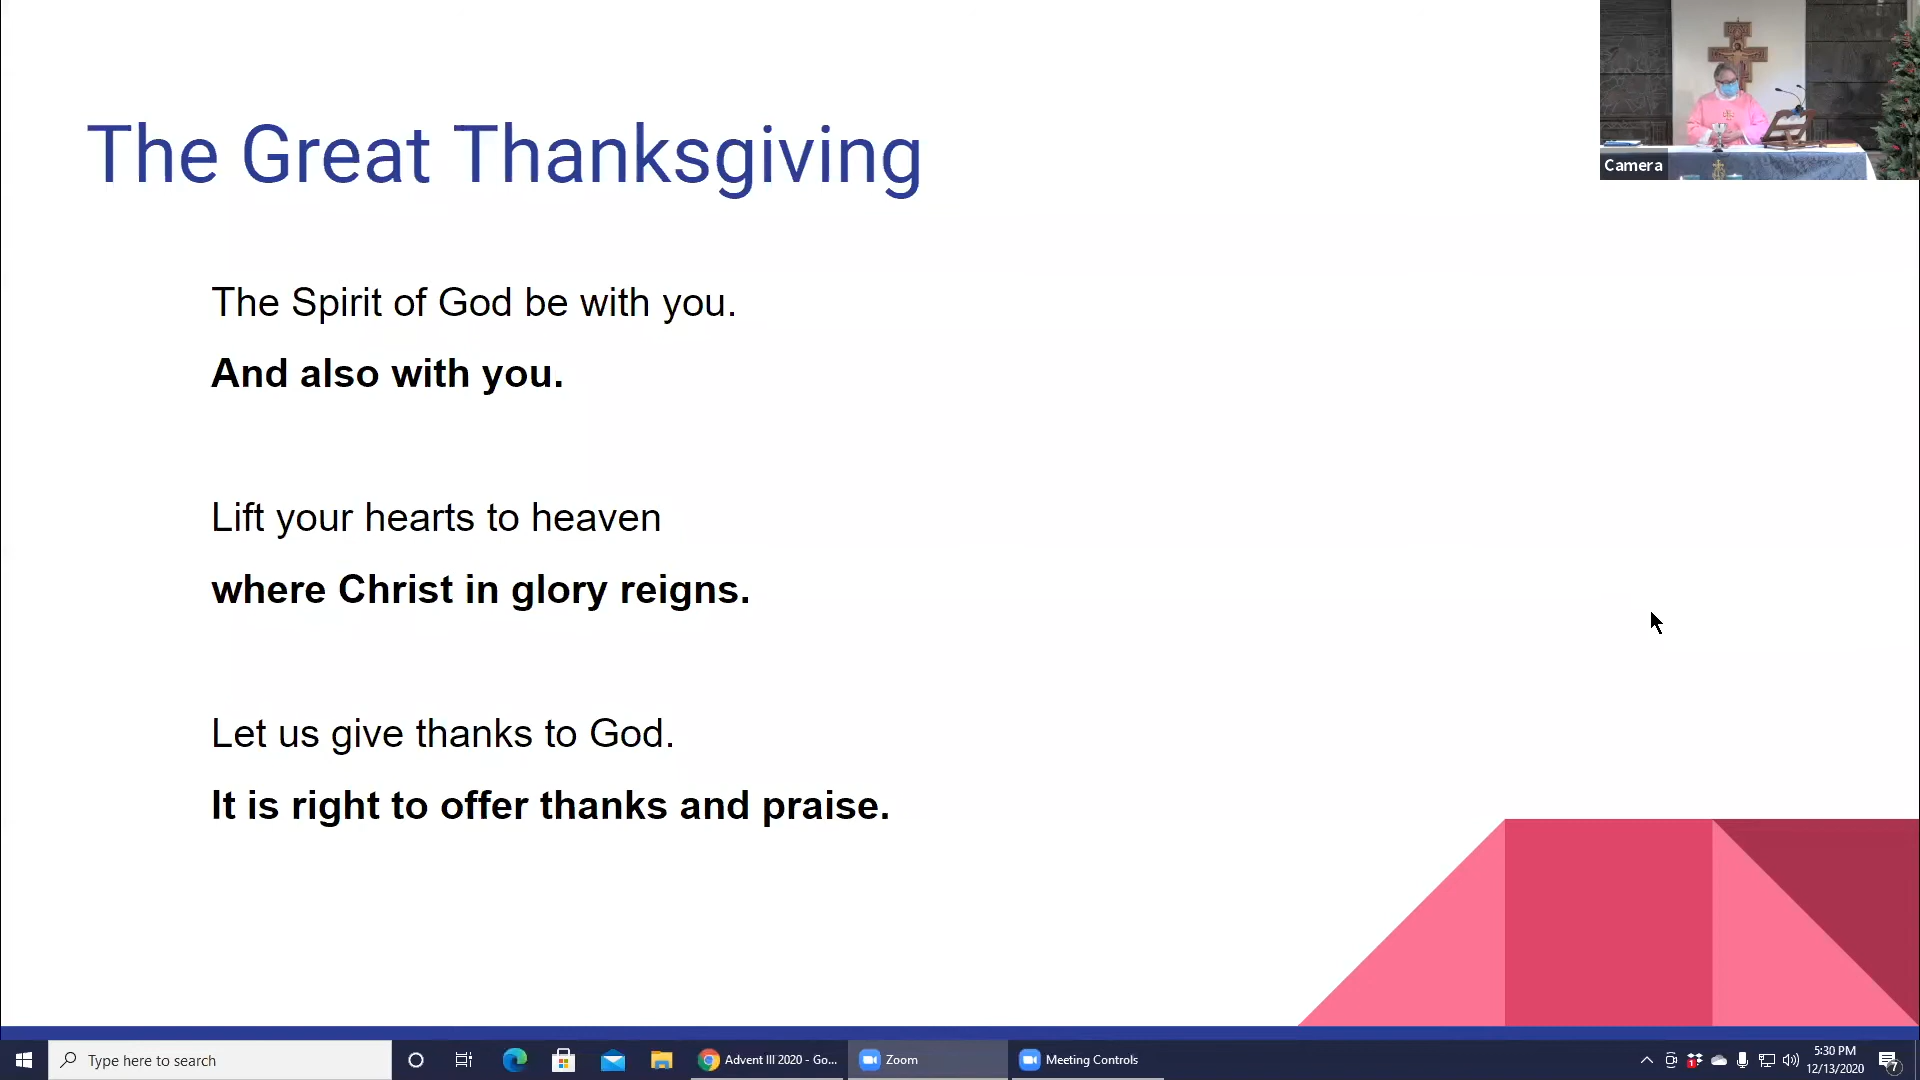 The Great Thanksgiving
Camera
The Spirit of God be with you.
And also with you.
Lift your hearts to heaven
where Christ in glory reigns.
Let us give thanks to God.
It is right to offer thanks and praise.
Type here to search
Advent III 2020 - Go...
Zoom
Meeting Controls
1
5:30 PM
12/13/2020
7